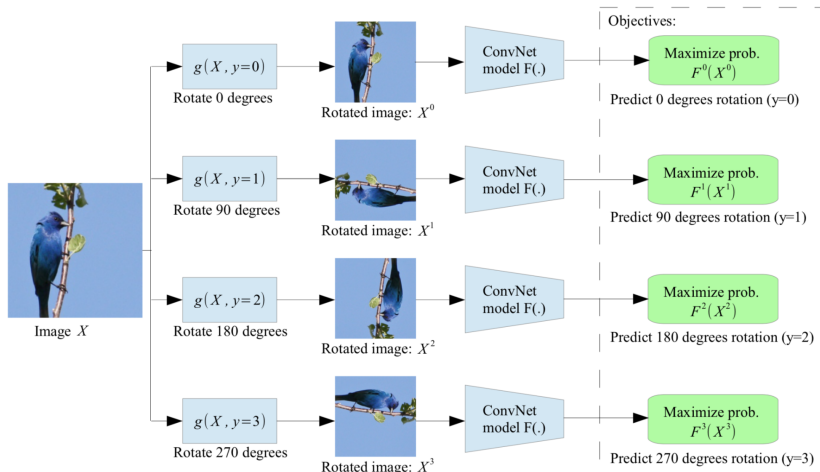 Objectives:
g(X, y=0)
Rotate 0 degrees
Rotated image: X⁰
ConvNet
model F(.)
Maximize prob.
F⁰(X⁰)
Predict 0 degrees rotation (y=0)
g(X, y=1)
Rotate 90 degrees
Rotated image: X¹
ConvNet
model F(.)
Maximize prob.
F¹(X¹)
Predict 90 degrees rotation (y=1)
Image X
g(X, y=2)
Rotate 180 degrees
Rotated image: X²
ConvNet
model F(.)
Maximize prob.
F²(X²)
Predict 180 degrees rotation (y=2)
g(X, y=3)
Rotate 270 degrees
Rotated image: X³
ConvNet
model F(.)
Maximize prob.
F³(X³)
Predict 270 degrees rotation (y=3)